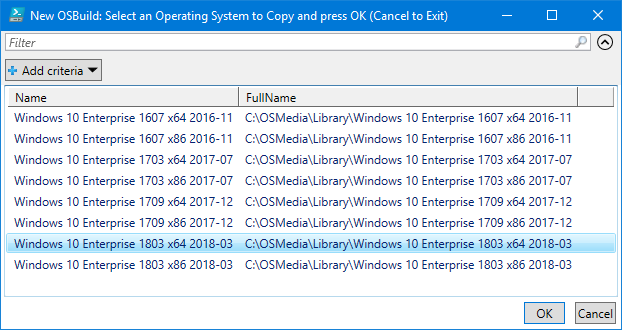 New OSBuild: Select an Operating System to Copy and press OK (Cancel to Exit)
Filter
Add criteria
Name FullName
Windows 10 Enterprise 1607 x64 2016-11 C:\OSMedia\Library\Windows 10 Enterprise 1607 x64 2016-11
Windows 10 Enterprise 1607 x86 2016-11 C:\OSMedia\Library\Windows 10 Enterprise 1607 x86 2016-11
Windows 10 Enterprise 1703 x64 2017-07 C:\OSMedia\Library\Windows 10 Enterprise 1703 x64 2017-07
Windows 10 Enterprise 1703 x86 2017-07 C:\OSMedia\Library\Windows 10 Enterprise 1703 x86 2017-07
Windows 10 Enterprise 1709 x64 2017-12 C:\OSMedia\Library\Windows 10 Enterprise 1709 x64 2017-12
Windows 10 Enterprise 1709 x86 2017-12 C:\OSMedia\Library\Windows 10 Enterprise 1709 x86 2017-12
Windows 10 Enterprise 1803 x64 2018-03 C:\OSMedia\Library\Windows 10 Enterprise 1803 x64 2018-03
Windows 10 Enterprise 1803 x86 2018-03 C:\OSMedia\Library\Windows 10 Enterprise 1803 x86 2018-03
OK Cancel